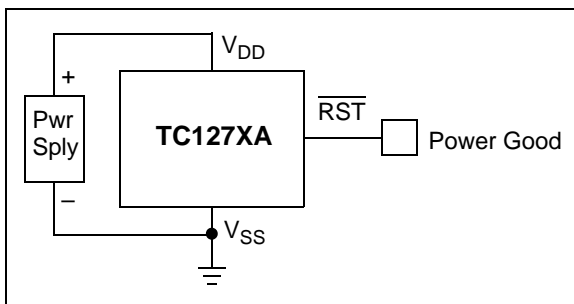 V_DD
+
RST
Pwr
Sply
TC127XA
Power Good
–
V_SS